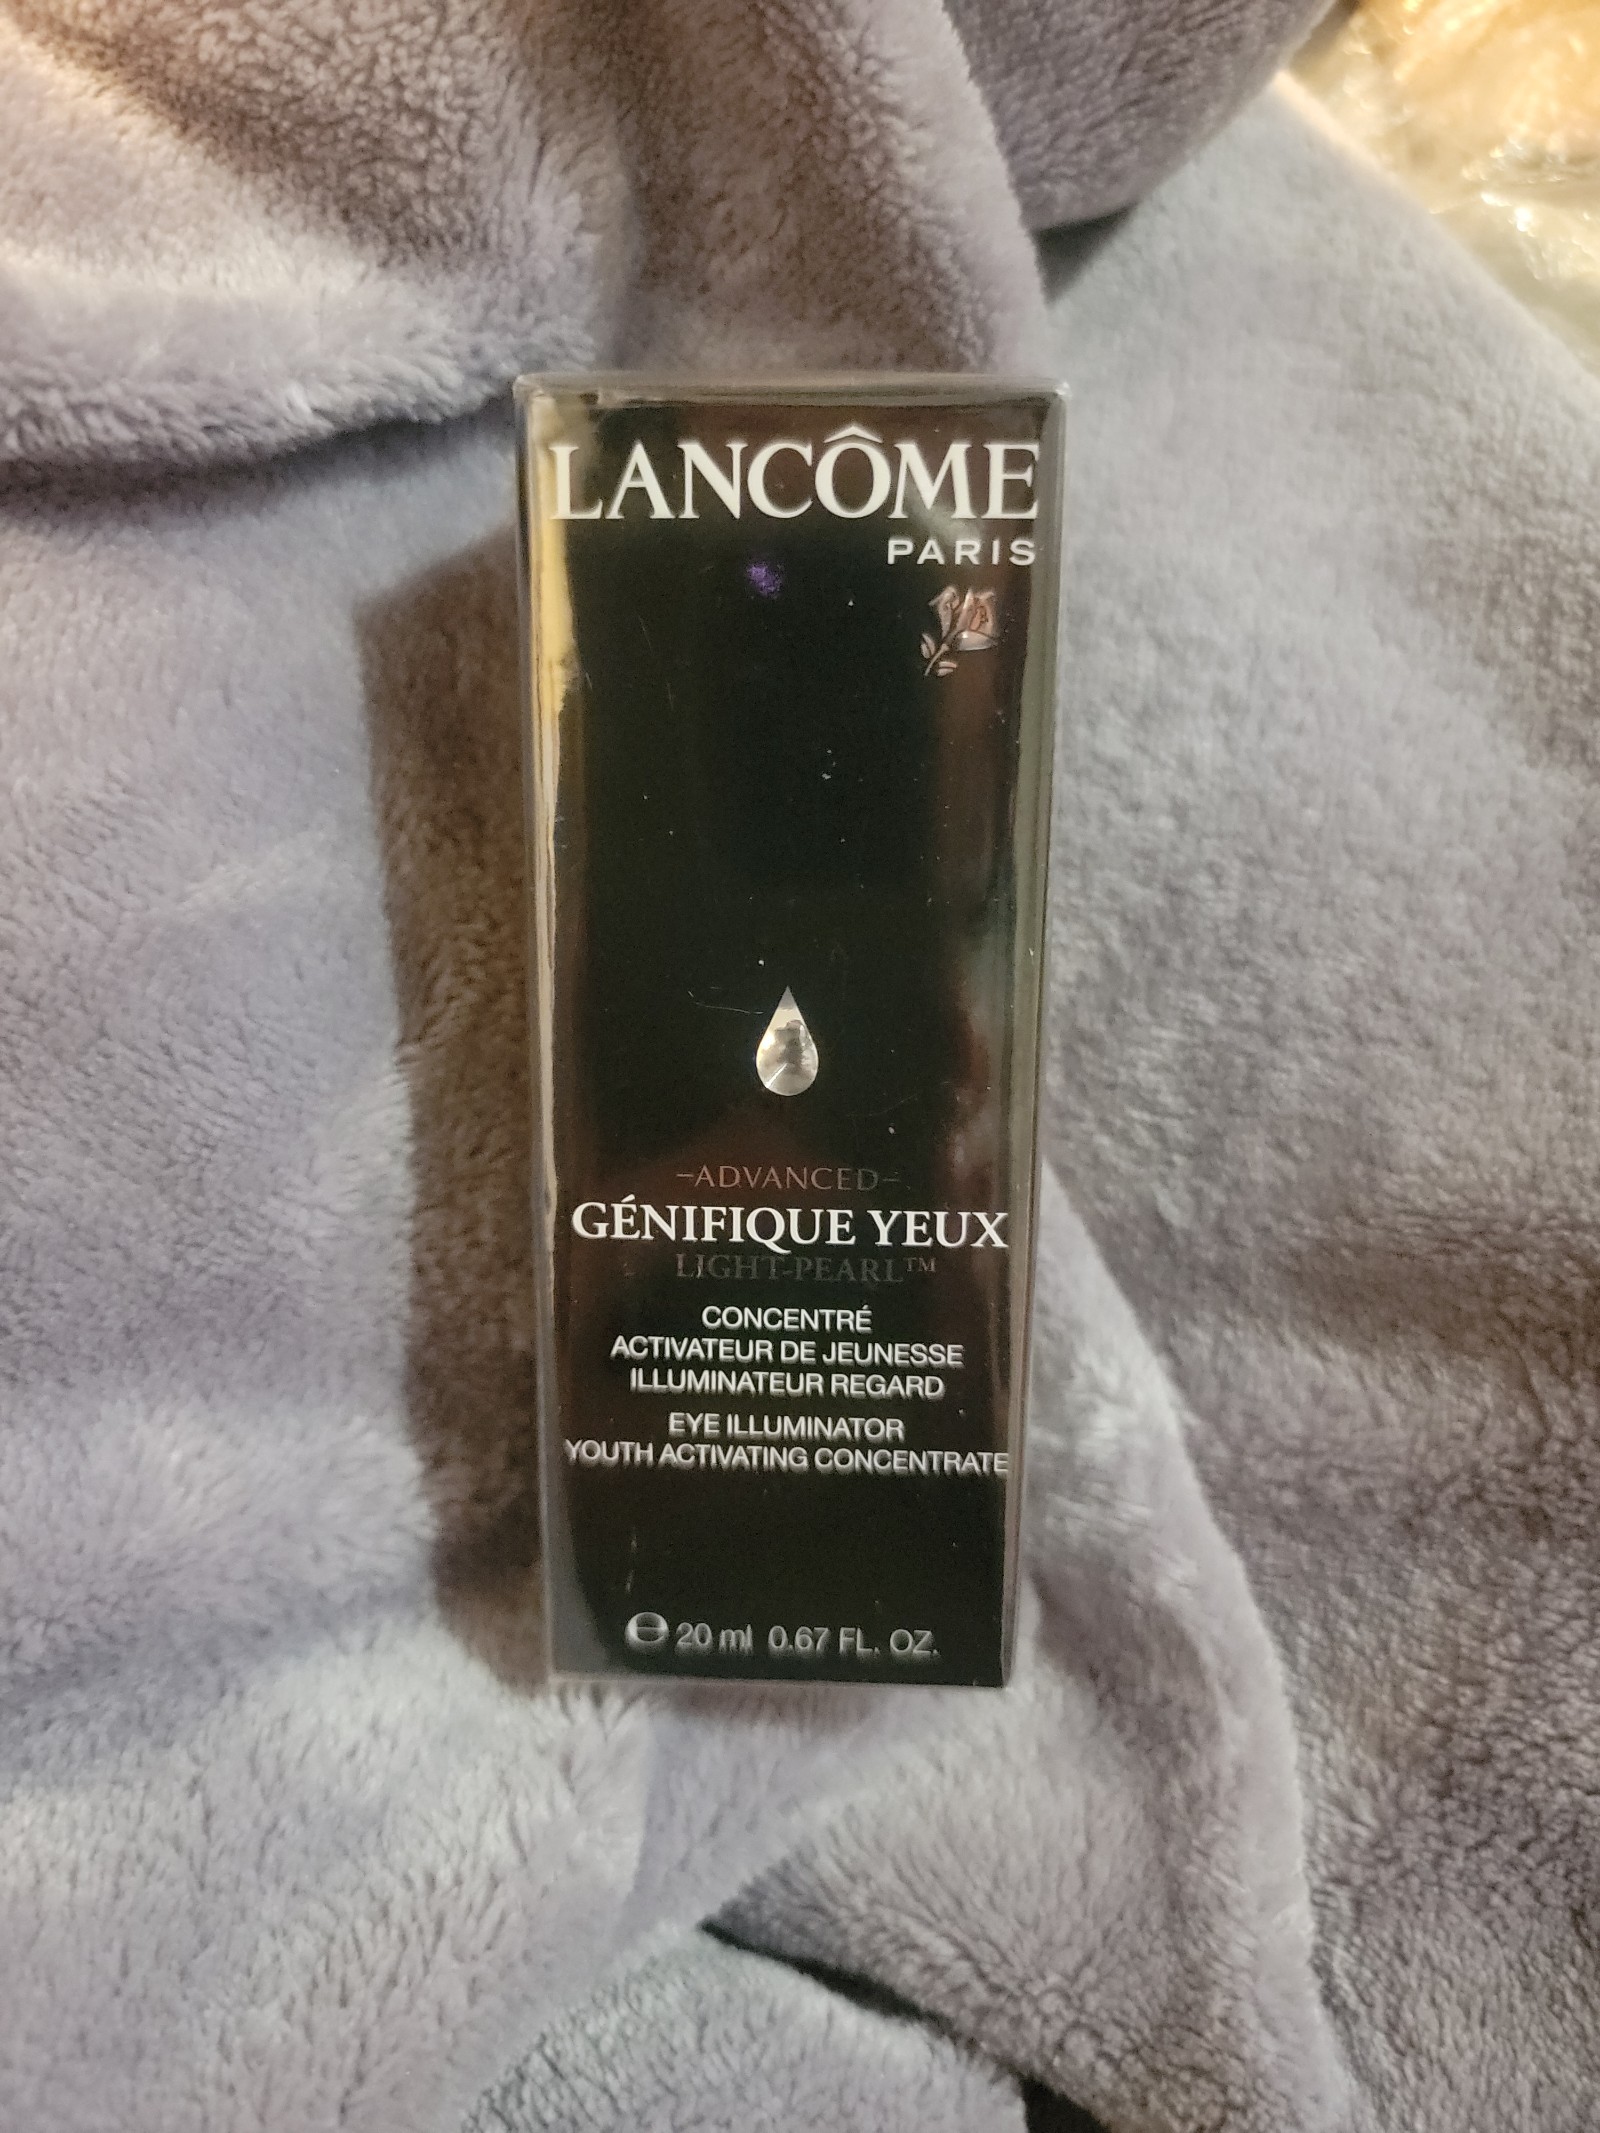 LANCÔME
PARIS
–ADVANCED–
GÉNIFIQUE YEUX
LIGHT-PEARL™
CONCENTRÉ
ACTIVATEUR DE JEUNESSE
ILLUMINATEUR REGARD
EYE ILLUMINATOR
YOUTH ACTIVATING CONCENTRATE
℮ 20 ml 0.67 FL. OZ.